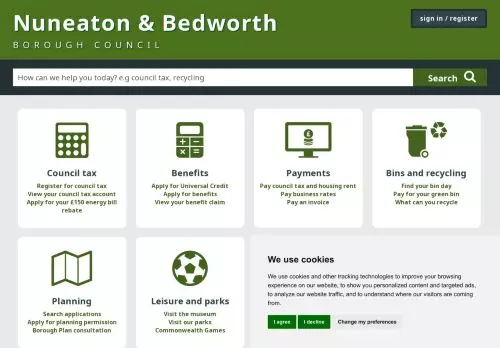 Nuneaton & Bedworth
BOROUGH COUNCIL
sign in / register
How can we help you today? e.g council tax, recycling
Search
Council tax
Register for council tax
View your council tax account
Apply for your £150 energy bill
rebate
Benefits
Apply for Universal Credit
Apply for benefits
View your benefit claim
Payments
Pay council tax and housing rent
Pay business rates
Pay an invoice
Bins and recycling
Find your bin day
Pay for your green bin
What can you recycle
Planning
Search applications
Apply for planning permission
Borough Plan consultation
Leisure and parks
Visit the museum
Visit our parks
Commonwealth Games
We use cookies
We use cookies and other tracking technologies to improve your browsing
experience on our website, to show you personalized content and targeted ads,
to analyze our website traffic, and to understand where our visitors are coming
from.
I agree
I decline
Change my preferences